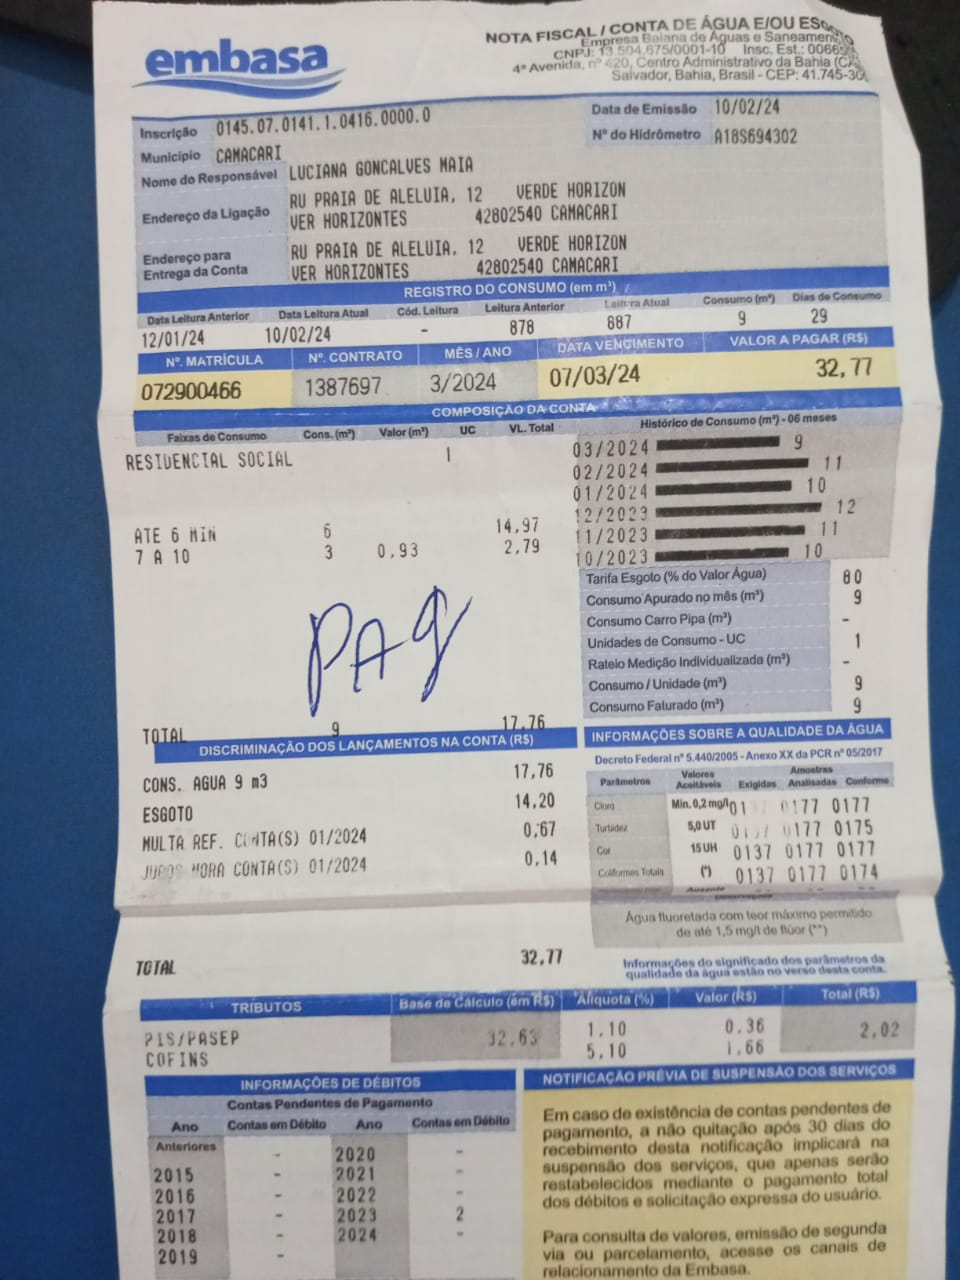 embasa
NOTA FISCAL / CONTA DE ÁGUA E/OU
Empresa Baiana de Águas e Saneamento
CNPJ: 13.504.675/0001-10 Insc. Est.:
4ª Avenida, nº 420, Centro Administrativo da Bahia
Salvador, Bahia, Brasil - CEP:
Inscrição 0145.07.0141.1.0416.0000.0
Data de Emissão 10/02/24
Município CAMACARI
Nº do Hidrômetro A18S694302
Nome do Responsável LUCIANA GONCALVES MAIA
Endereço da Ligação RU PRAIA DE ALELUIA, 12 VERDE HORIZON
VER HORIZONTES 42802540 CAMACARI
Endereço para Entrega da Conta RU PRAIA DE ALELUIA, 12 VERDE HORIZON
VER HORIZONTES 42802540 CAMACARI
REGISTRO DO CONSUMO (em m³)
Data Leitura Anterior Data Leitura Atual Cód. Leitura Leitura Anterior Leitura Atual Consumo (m³) Dias de Consumo
12/01/24 10/02/24 - 878 887 9 29
Nº. MATRÍCULA Nº. CONTRATO MÊS / ANO DATA VENCIMENTO VALOR A PAGAR (R$)
072900466 1387697 3/2024 07/03/24 32,77
COMPOSIÇÃO DA CONTA
Faixas de Consumo Cons. (m³) Valor (m³) UC VL. Total
RESIDENCIAL SOCIAL 1
ATE 6 MIN 6 14,97
7 A 10 3 0,93 2,79
PAG
TOTAL 9 17,76
Histórico de Consumo (m³) - 06 meses
03/2024 9
02/2024 11
01/2024 10
12/2023 12
11/2023 11
10/2023 10
Tarifa Esgoto (% do Valor Água) 80
Consumo Apurado no mês (m³) 9
Consumo Carro Pipa (m³) -
Unidades de Consumo - UC 1
Rateio Medição Individualizada (m³) -
Consumo / Unidade (m³) 9
Consumo Faturado (m³) 9
DISCRIMINAÇÃO DOS LANÇAMENTOS NA CONTA (R$)
CONS. AGUA 9 m3 17,76
ESGOTO 14,20
MULTA REF. CONTA(S) 01/2024 0,67
JUROS MORA CONTA(S) 01/2024 0,14
TOTAL 32,77
INFORMAÇÕES SOBRE A QUALIDADE DA ÁGUA
Decreto Federal nº 5.440/2005 - Anexo XX da PCR nº 05/2017
Parâmetros Valores Aceitáveis Exigidas Amostras Analisadas Conforme
Cloro Min. 0,2 mg/l 0177 0177
Turbidez 5,0 UT 0177 0175
Cor 15 UH 0137 0177 0177
Coliformes Totais (*) 0137 0177 0174
Água fluoretada com teor máximo permitido
de até 1,5 mg/l de flúor (**)
Informações do significado dos parâmetros da
qualidade da água estão no verso desta conta.
TRIBUTOS Base de Cálculo (em R$) Alíquota (%) Valor (R$) Total (R$)
PIS/PASEP 32,63 1,10 0,36 2,02
COFINS 5,10 1,66
INFORMAÇÕES DE DÉBITOS
Contas Pendentes de Pagamento
Ano Contas em Débito Ano Contas em Débito
Anteriores - 2020 -
2015 - 2021 -
2016 - 2022 -
2017 - 2023 2
2018 - 2024 -
2019 -
NOTIFICAÇÃO PRÉVIA DE SUSPENSÃO DOS SERVIÇOS
Em caso de existência de contas pendentes de
pagamento, a não quitação após 30 dias do
recebimento desta notificação implicará na
suspensão dos serviços, que apenas serão
restabelecidos mediante o pagamento total
dos débitos e solicitação expressa do usuário.
Para consulta de valores, emissão de segunda
via ou parcelamento, acesse os canais de
relacionamento da Embasa.